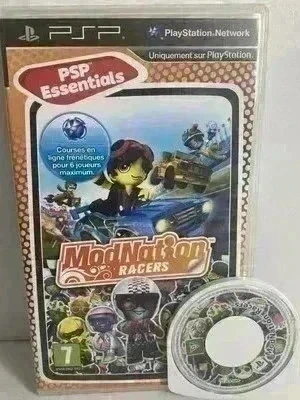 PSP
PlayStation®Network
Uniquement sur PlayStation
PSP
Essentials
Courses en
ligne frénétiques
pour 6 joueurs
maximum.
ModNation
RACERS
7